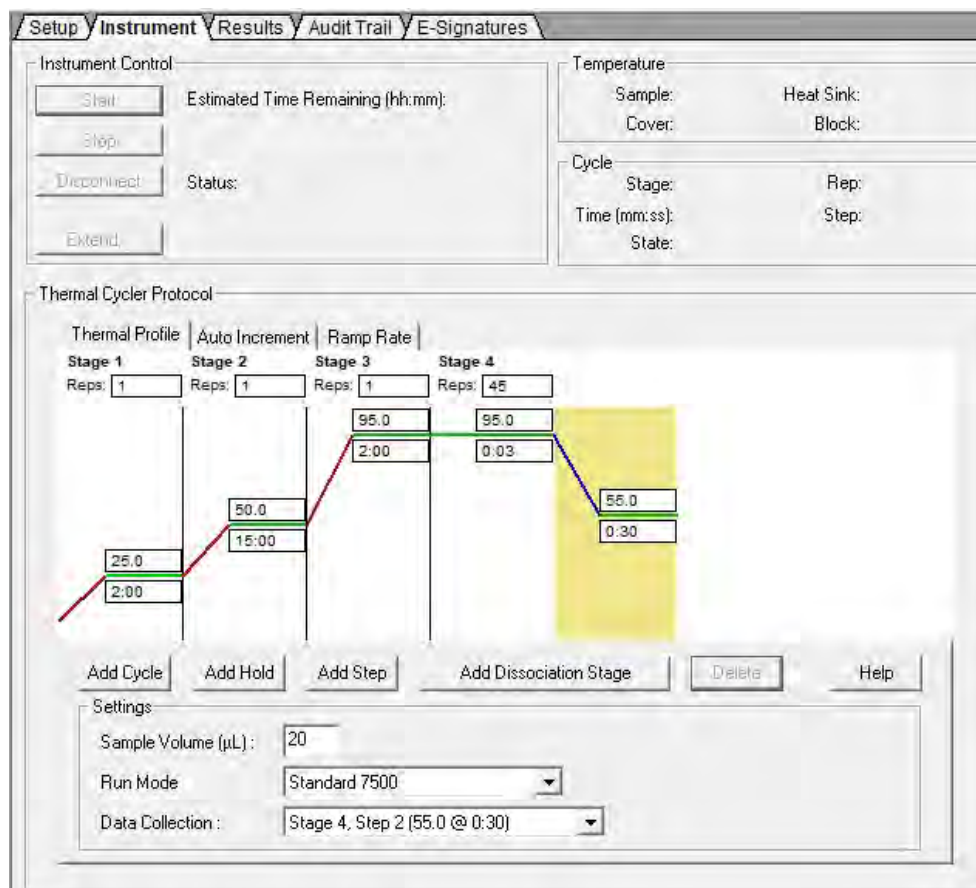 Setup Instrument Results Audit Trail E-Signatures
Instrument Control
Start
Estimated Time Remaining (hh:mm):
Stop
Disconnect
Status:
Extend...
Temperature
Sample: Heat Sink:
Cover: Block:
Cycle
Stage: Rep:
Time (mm:ss): Step:
State:
Thermal Cycler Protocol
Thermal Profile Auto Increment Ramp Rate
Stage 1 Stage 2 Stage 3 Stage 4
Reps: 1 Reps: 1 Reps: 1 Reps: 45
95.0 95.0
2:00 0:03
50.0 55.0
15:00 0:30
25.0
2:00
Add Cycle Add Hold Add Step Add Dissociation Stage Delete Help
Settings
Sample Volume (µL) : 20
Run Mode Standard 7500
Data Collection : Stage 4, Step 2 (55.0 @ 0:30)